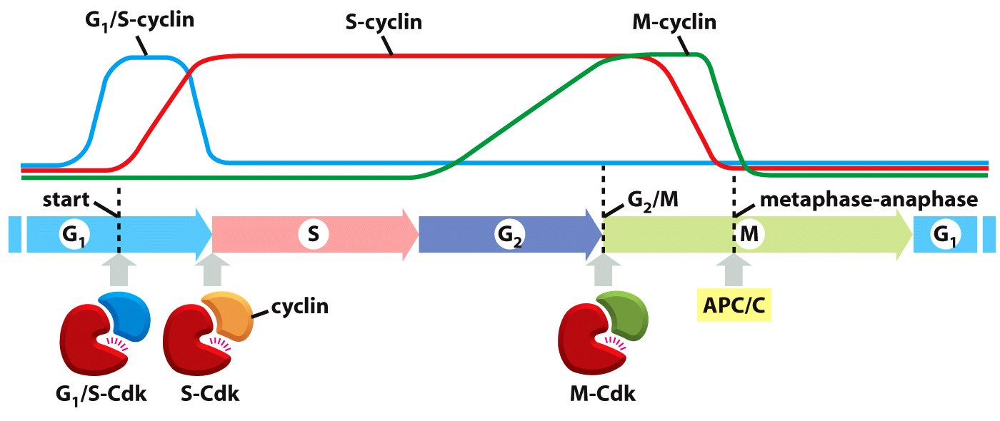 G₁/S-cyclin
S-cyclin
M-cyclin
start
G₂/M
metaphase-anaphase
G₁
S
G₂
M
G₁
cyclin
APC/C
G₁/S-Cdk
S-Cdk
M-Cdk